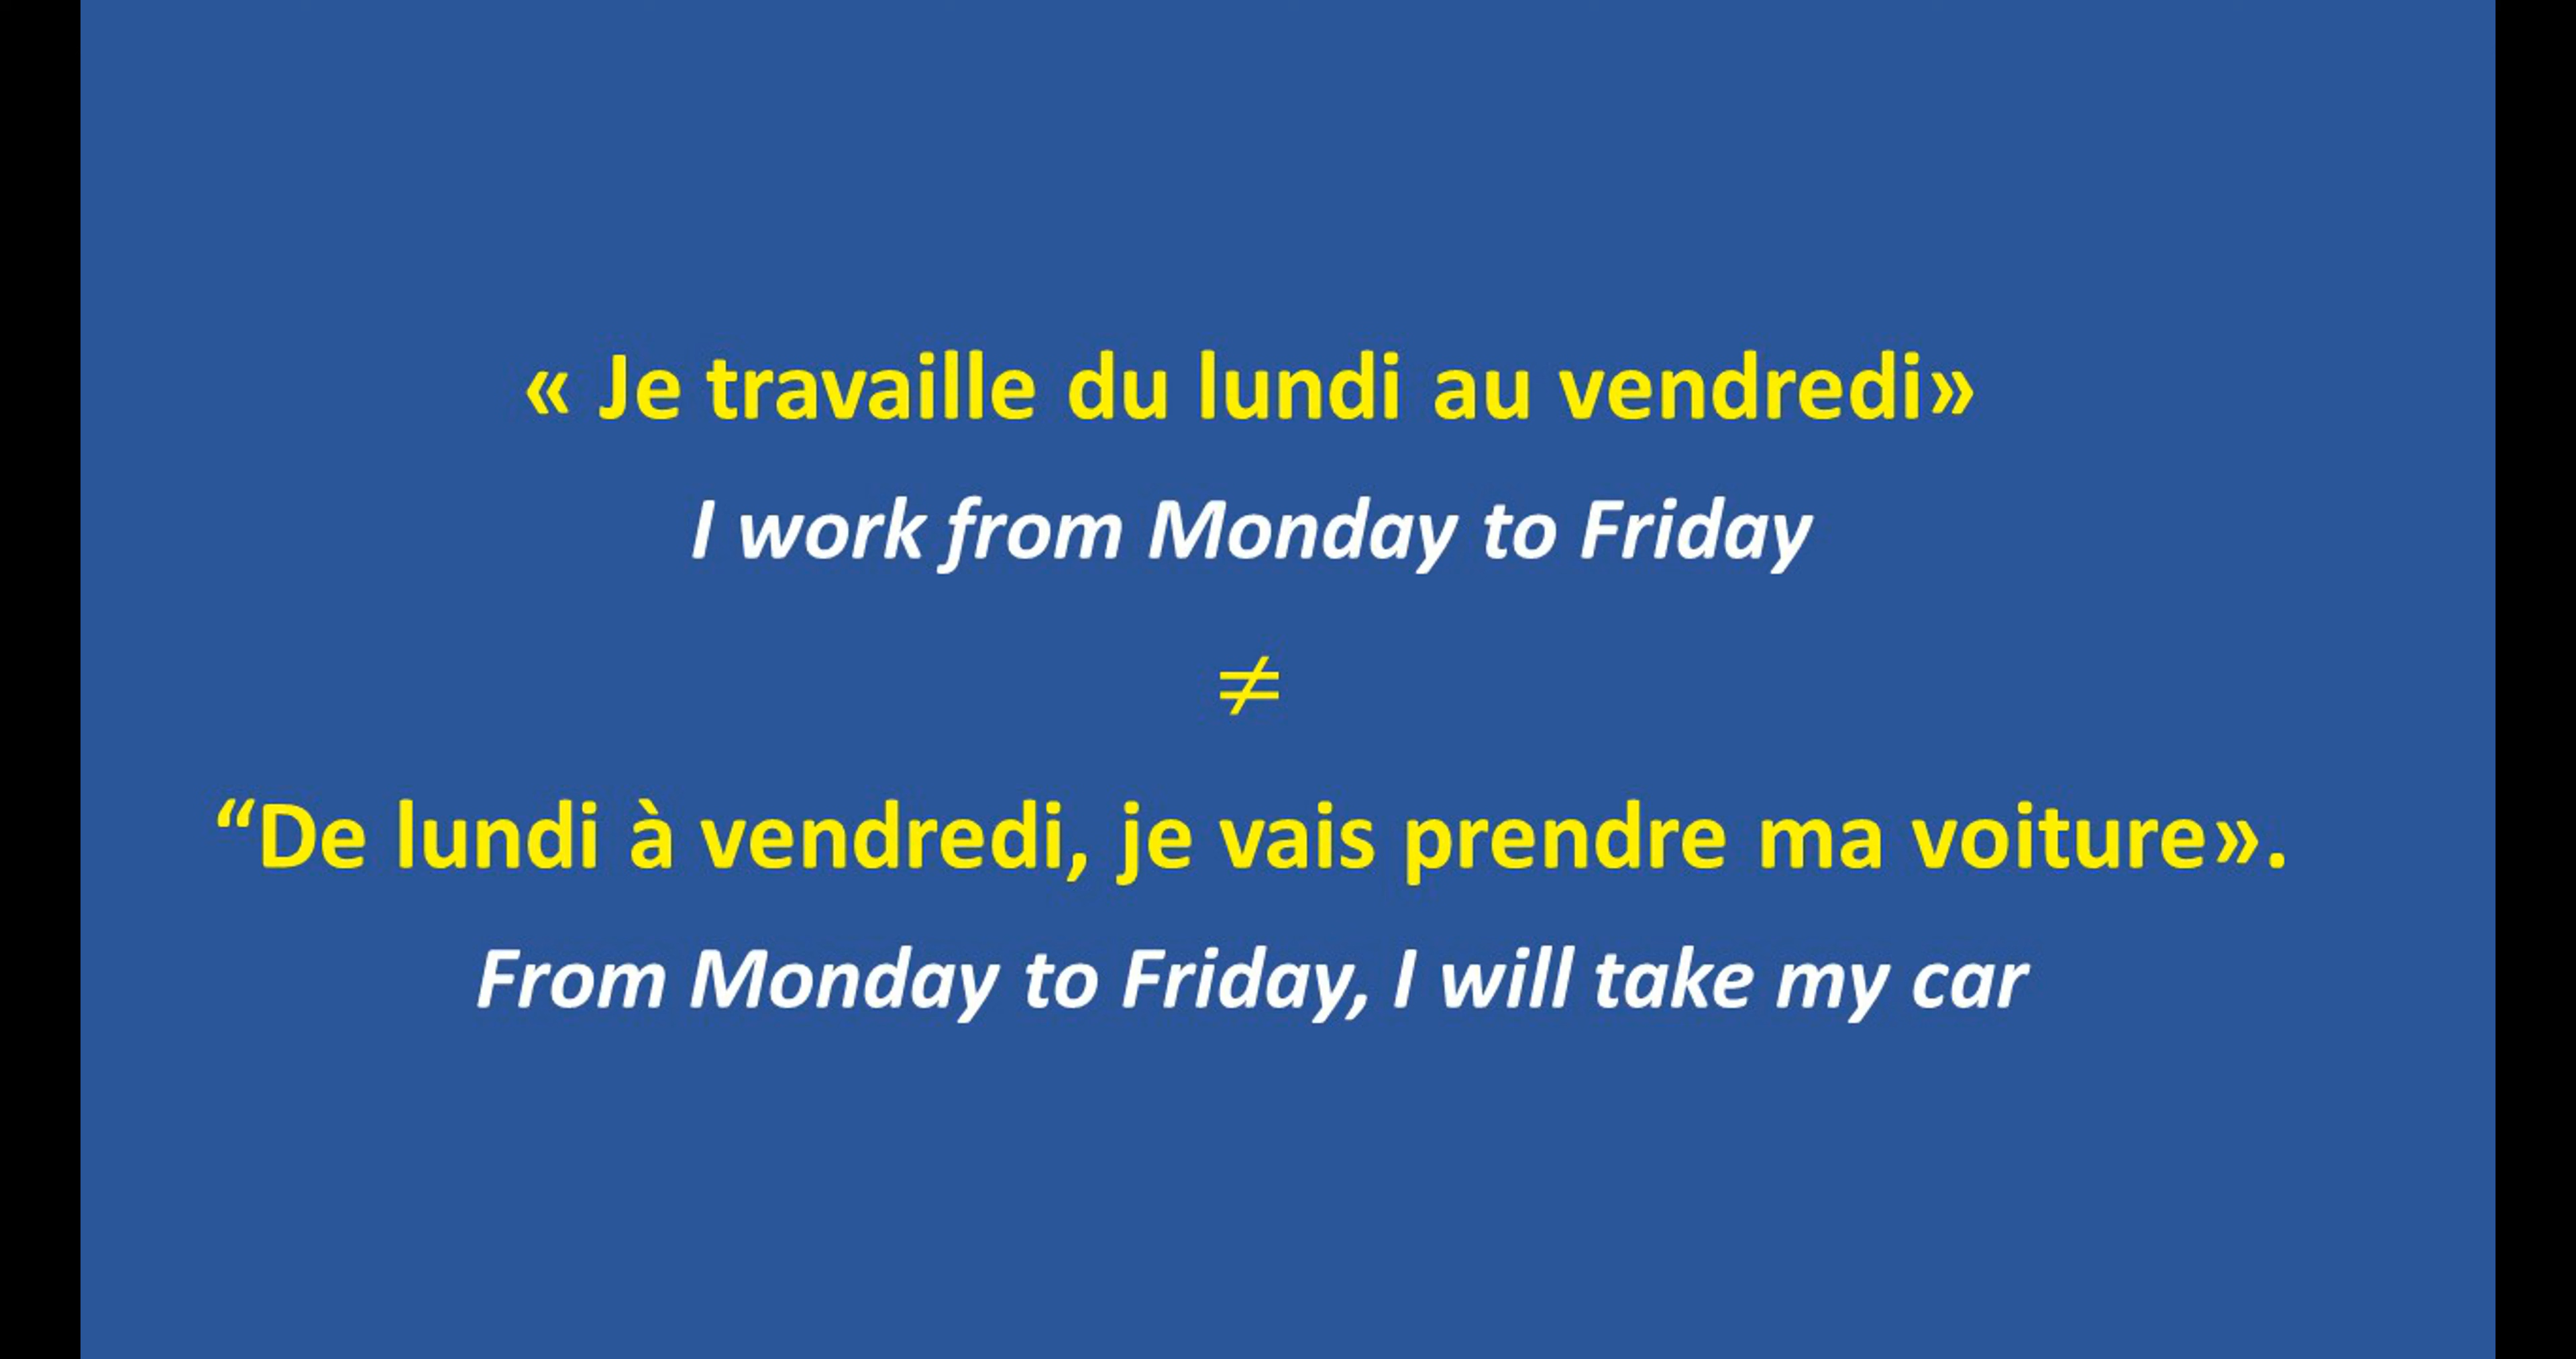 « Je travaille du lundi au vendredi»
I work from Monday to Friday
≠
“De lundi à vendredi, je vais prendre ma voiture».
From Monday to Friday, I will take my car